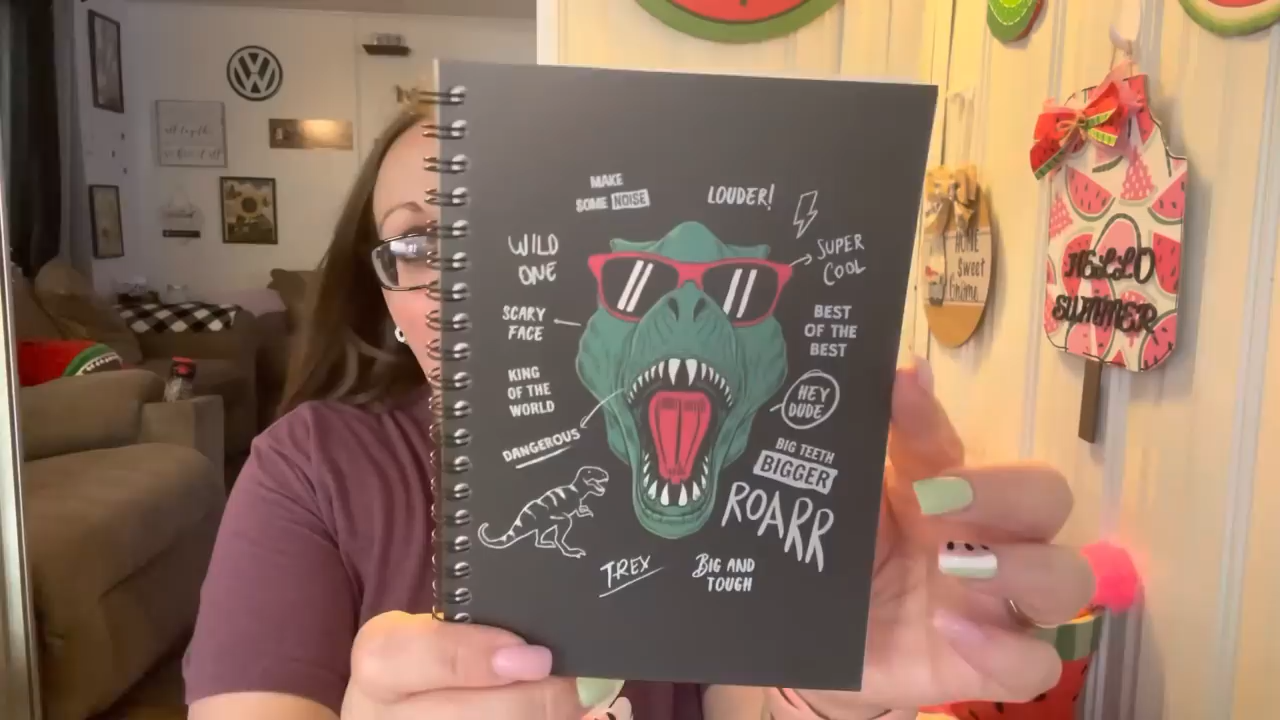 MAKE
SOME NOISE
LOUDER!
WILD
ONE
SUPER
COOL
SCARY
FACE
BEST
OF THE
BEST
KING
OF THE
WORLD
HEY
DUDE
DANGEROUS
BIG TEETH
BIGGER
ROARR
T-REX
BIG AND
TOUGH
HOME
Sweet
HELLO
SUMMER
VW